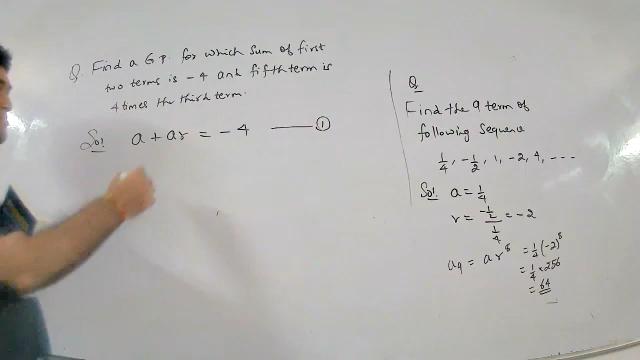 Q. Find a G.P. for which sum of first
two terms is -4 and fifth term is
4 times the third term.
Sol a + ar = -4 ——— ①
Q
Find the 9 term of
following sequence
1/4, -1/2, 1, -2, 4, ---
Sol a = 1/4
r = (-1/2)/(1/4) = -2
a₉ = ar⁸ = 1/4(-2)⁸
= 1/4 × 256
= 64